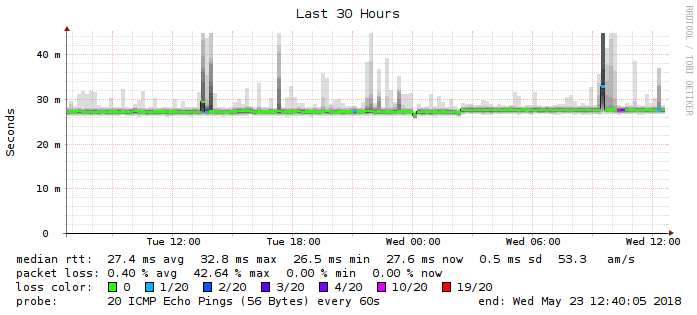 Last 30 Hours
RRDTOOL / TOBI OETIKER
Seconds
40 m
30 m
20 m
10 m
0
Tue 12:00 Tue 18:00 Wed 00:00 Wed 06:00 Wed 12:00
median rtt: 27.4 ms avg 32.8 ms max 26.5 ms min 27.6 ms now 0.5 ms sd 53.3 am/s
packet loss: 0.40 % avg 42.64 % max 0.00 % min 0.00 % now
loss color: 0 1/20 2/20 3/20 4/20 10/20 19/20
probe: 20 ICMP Echo Pings (56 Bytes) every 60s end: Wed May 23 12:40:05 2018